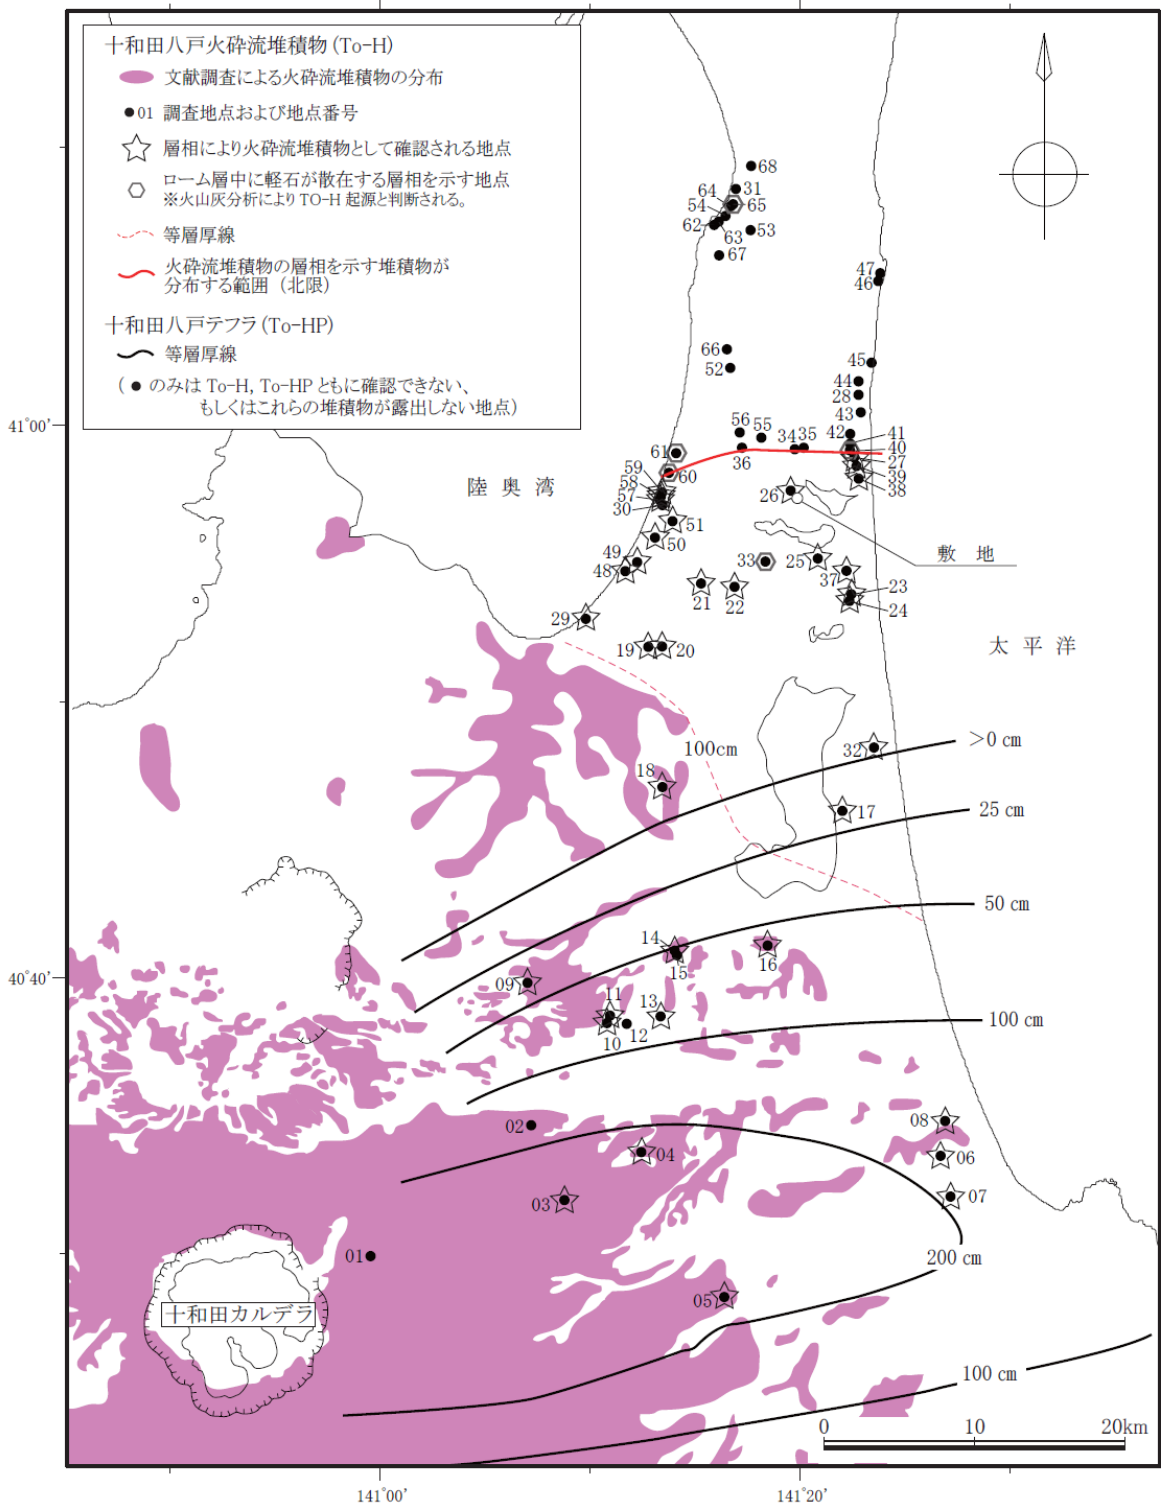 十和田八戸火砕流堆積物 (To-H)
文献調査による火砕流堆積物の分布
01 調査地点および地点番号
層相により火砕流堆積物として確認される地点
ローム層中に軽石が散在する層相を示す地点
※火山灰分析により TO-H 起源と判断される。
等層厚線
火砕流堆積物の層相を示す堆積物が
分布する範囲 (北限)
十和田八戸テフラ (To-HP)
等層厚線
( ● のみは To-H, To-HP ともに確認できない、
もしくはこれらの堆積物が露出しない地点)
68
64
31
54
65
62
63
53
67
47
46
66
45
52
44
28
43
41°00'
56
55
34
35
42
41
61
36
40
59
60
27
58
39
57
26
38
30
陸奥湾
51
50
敷地
49
33
25
48
37
23
21
22
24
29
19
20
太平洋
100cm
32
>0 cm
18
17
25 cm
50 cm
14
15
16
40°40'
09
11
13
10
12
100 cm
02
08
04
06
03
07
01
200 cm
05
十和田カルデラ
100 cm
0
10
20km
141°00'
141°20'